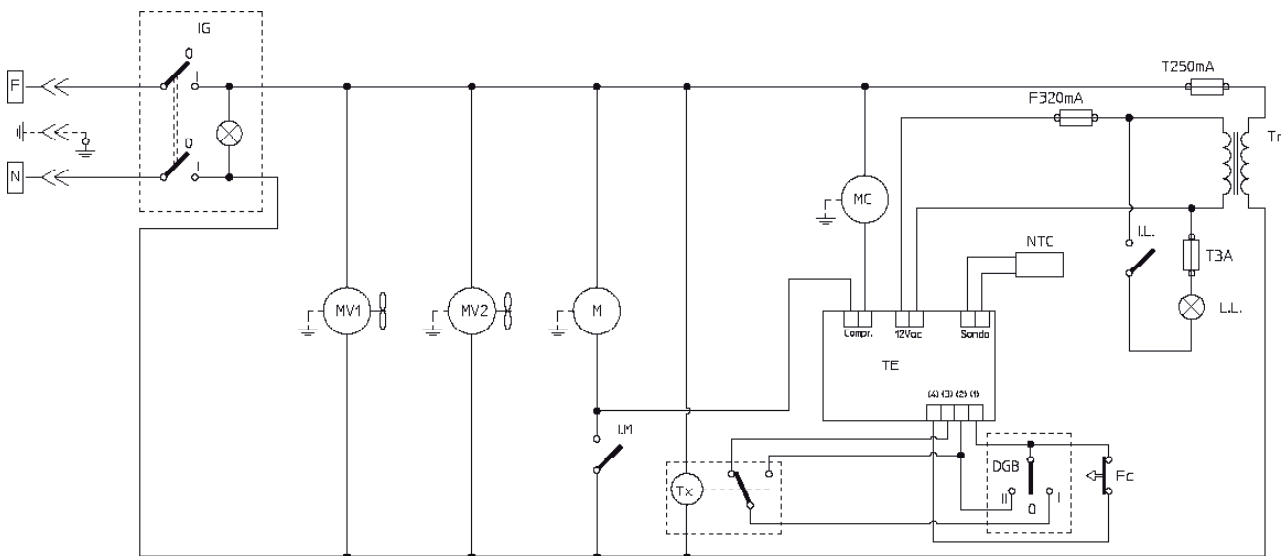 IG
0
I
F
0
I
N
T250mA
F320mA
Tr
MC
I.L.
NTC
T3A
MV1
MV2
M
L.L.
Compr.
12Vac
Sonda
TE
(4) (3) (2) (1)
I.M
DGB
Fc
Tx
II
I
0